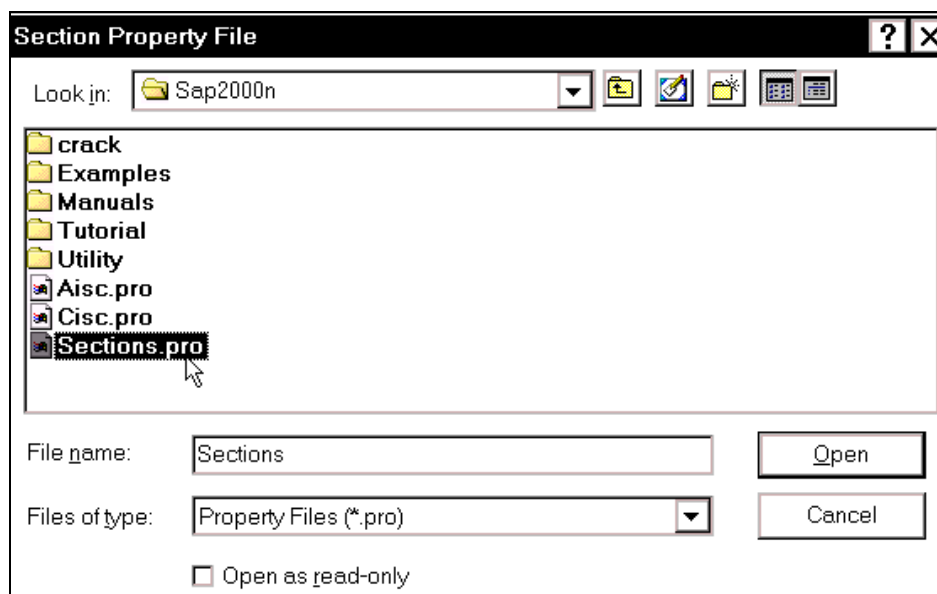 Section Property File
Look in: Sap2000n
crack
Examples
Manuals
Tutorial
Utility
Aisc.pro
Cisc.pro
Sections.pro
File name: Sections Open
Files of type: Property Files (*.pro) Cancel
Open as read-only